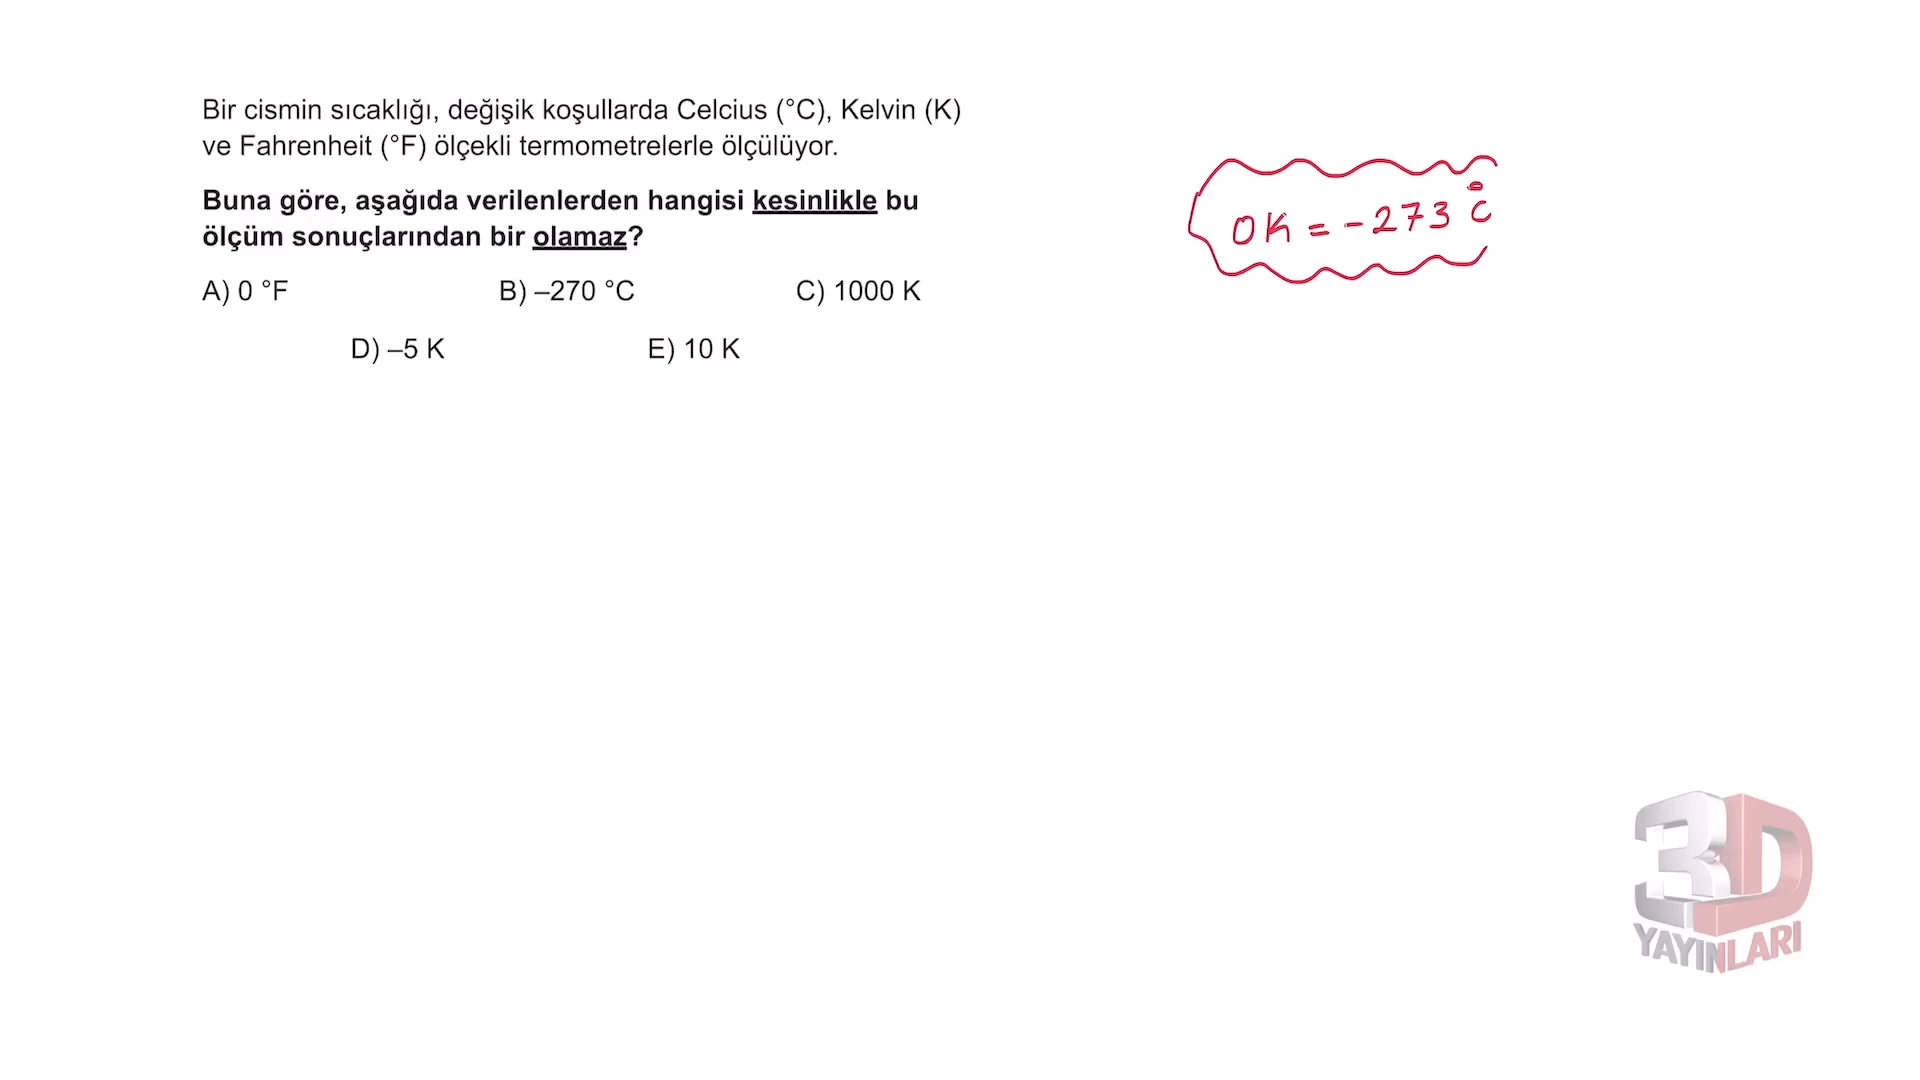 Bir cismin sıcaklığı, değişik koşullarda Celcius (°C), Kelvin (K)
ve Fahrenheit (°F) ölçekli termometrelerle ölçülüyor.
Buna göre, aşağıda verilenlerden hangisi kesinlikle bu
ölçüm sonuçlarından bir olamaz?
A) 0 °F B) –270 °C C) 1000 K
D) –5 K E) 10 K
0K = -273 °C
3D
YAYINLARI